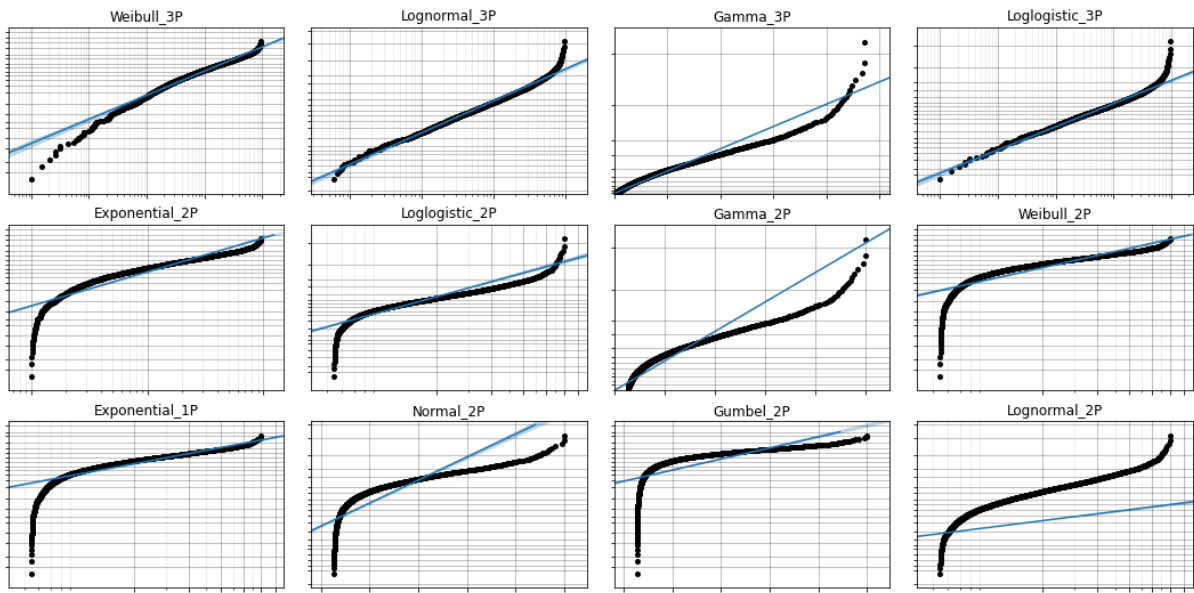 Weibull_3P
Lognormal_3P
Gamma_3P
Loglogistic_3P
Exponential_2P
Loglogistic_2P
Gamma_2P
Weibull_2P
Exponential_1P
Normal_2P
Gumbel_2P
Lognormal_2P